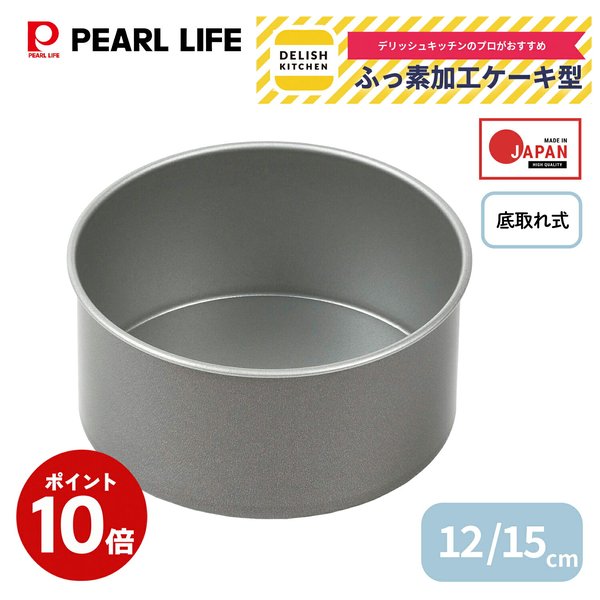 PEARL LIFE
PEARL LIFE
DELISH
KITCHEN
デリッシュキッチンのプロがおすすめ
ふっ素加工ケーキ型
MADE IN
JAPAN
HIGH QUALITY
底取れ式
ポイント
10倍
12/15cm